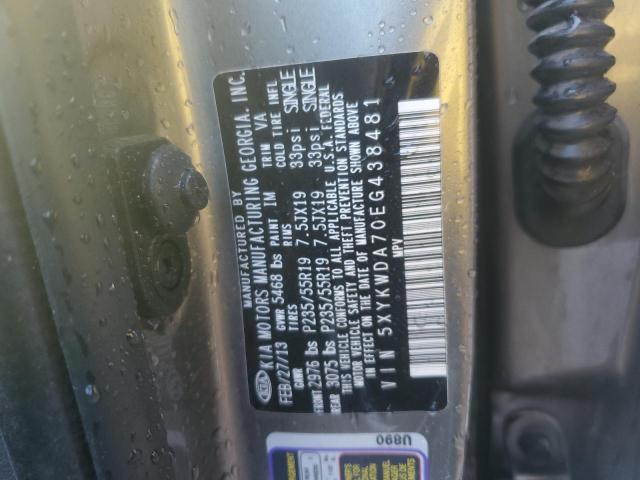 MANUFACTURED BY
KIA MOTORS MANUFACTURING GEORGIA, INC.
FEB/27/13 GVWR 5468 lbs PAINT IM TRIM VA
GAWR TIRES RIMS COLD TIRE INFL
FRONT 2976 lbs P235/55R19 7.5JX19 33psi SINGLE
REAR 3075 lbs P235/55R19 7.5JX19 33psi SINGLE
THIS VEHICLE CONFORMS TO ALL APPLICABLE U.S.A. FEDERAL
MOTOR VEHICLE SAFETY AND THEFT PREVENTION STANDARDS
IN EFFECT ON THE DATE OF MANUFACTURE SHOWN ABOVE
VIN 5XYKWDA70EG438481
MPV
KIA
U890